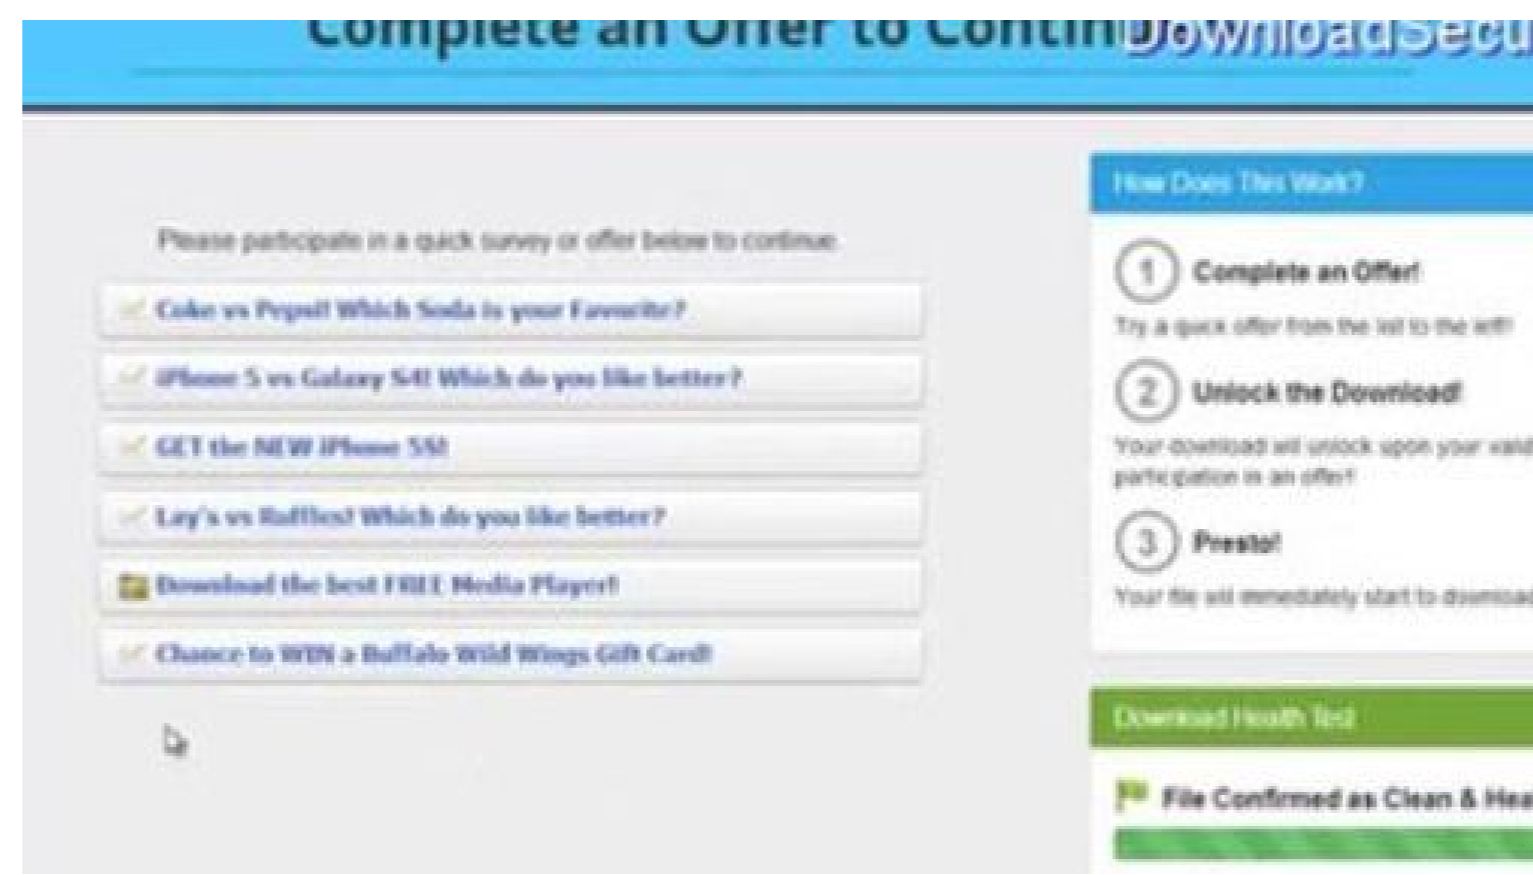 Complete an Offer to Continu
DownloadSecu
Please participate in a quick survey or offer below to continue.
Coke vs Pepsi! Which Soda is your Favorite?
iPhone 5 vs Galaxy S4! Which do you like better?
GET the NEW iPhone 5S!
Lay's vs Ruffles! Which do you like better?
Download the best FREE Media Player!
Chance to WIN a Buffalo Wild Wings Gift Card!
How Does This Work?
1 Complete an Offer!
Try a quick offer from the list to the left!
2 Unlock the Download!
Your download will unlock upon your valid
participation in an offer!
3 Presto!
Your file will immediately start to download
Download Health Test
File Confirmed as Clean & Hea